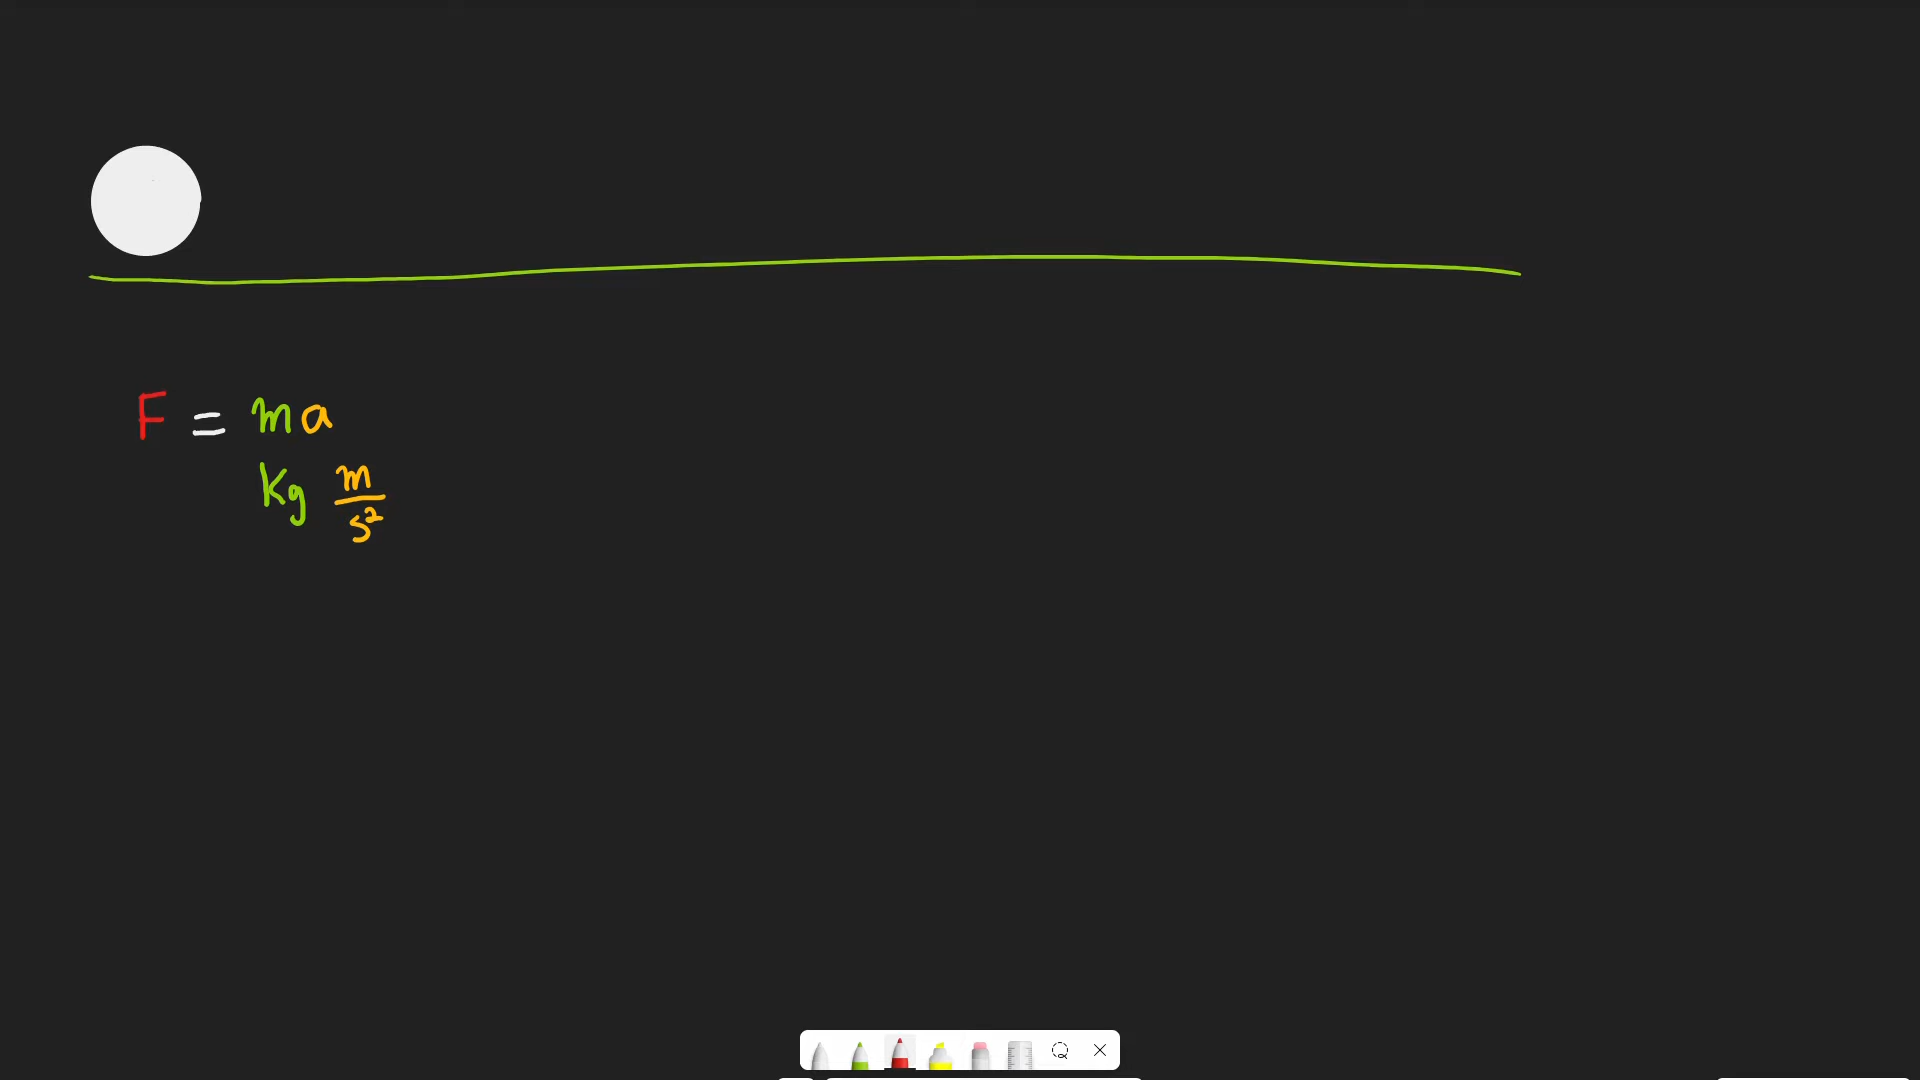 F = ma
kg m/s²